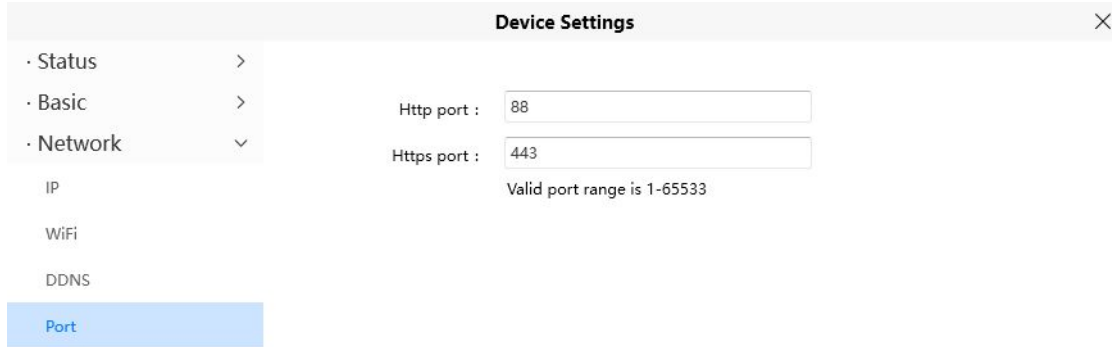 Device Settings
· Status
· Basic
· Network
IP
WiFi
DDNS
Port
Http port : 88
Https port : 443
Valid port range is 1-65533